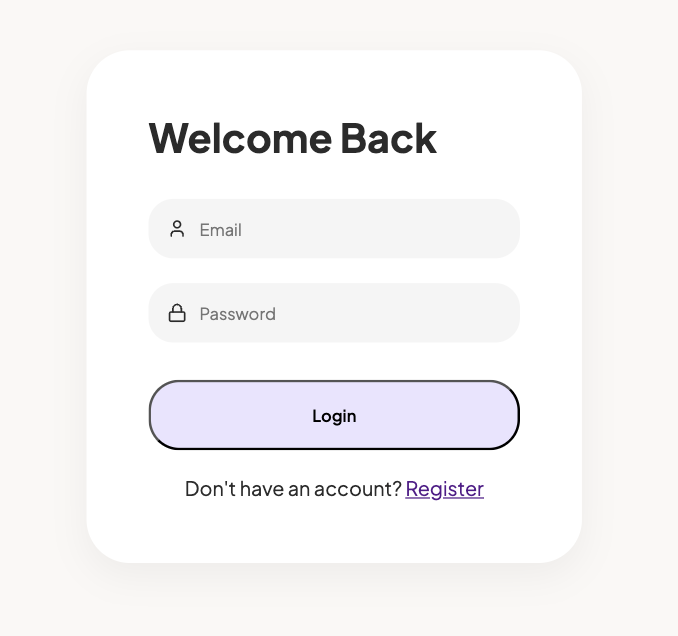 Welcome Back
Email
Password
Login
Don't have an account? Register